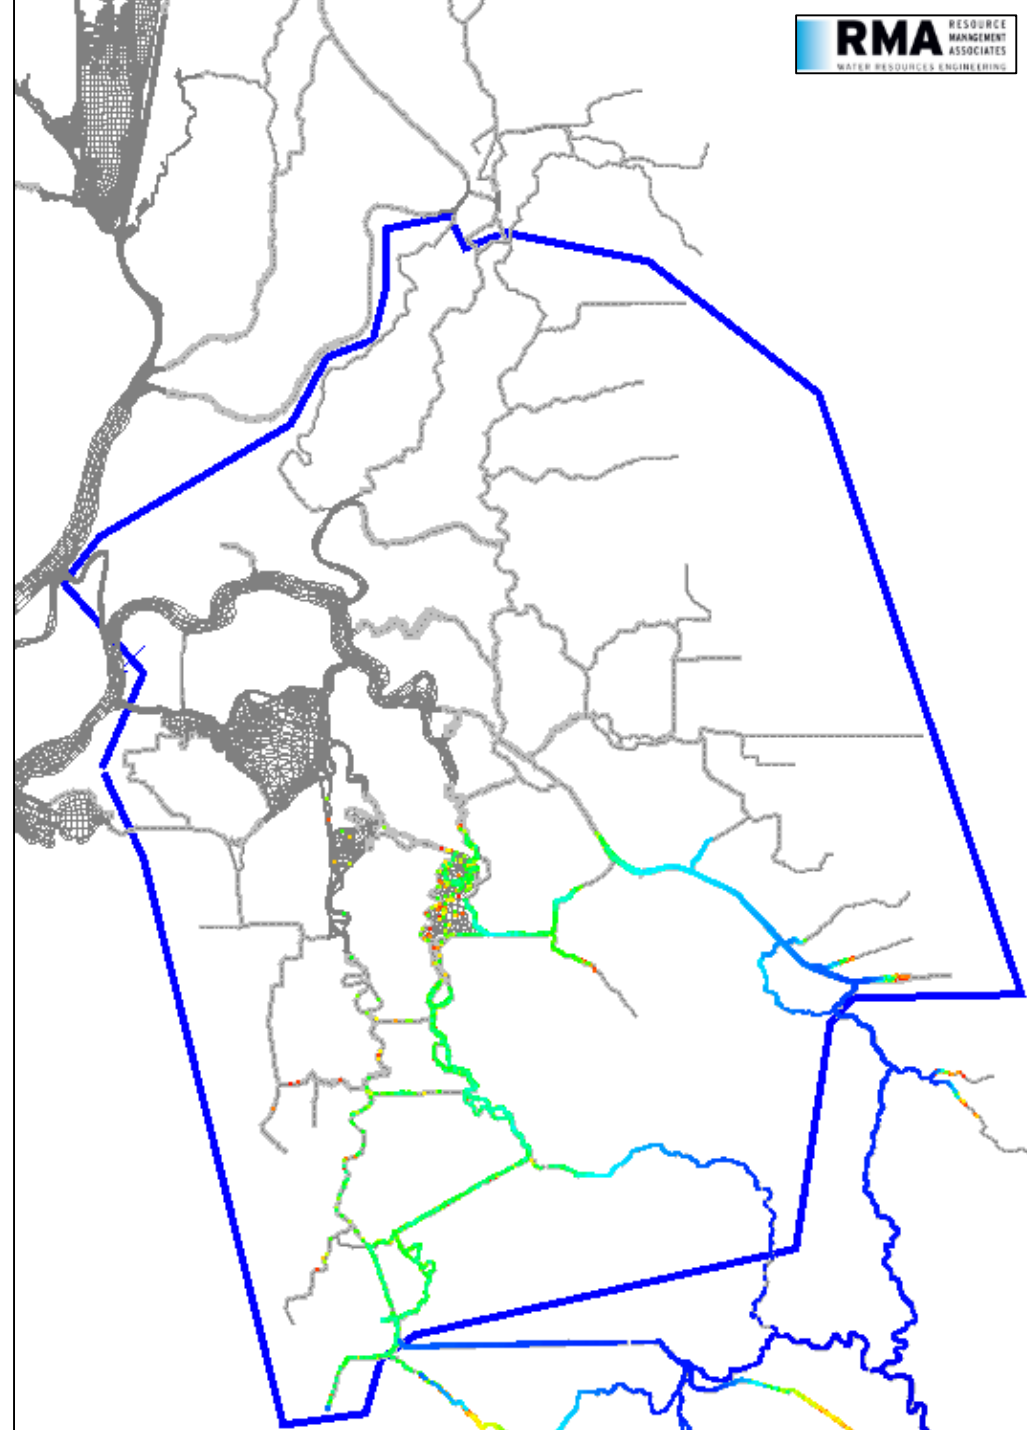 RMA
RESOURCE
MANAGEMENT
ASSOCIATES
WATER RESOURCES ENGINEERING